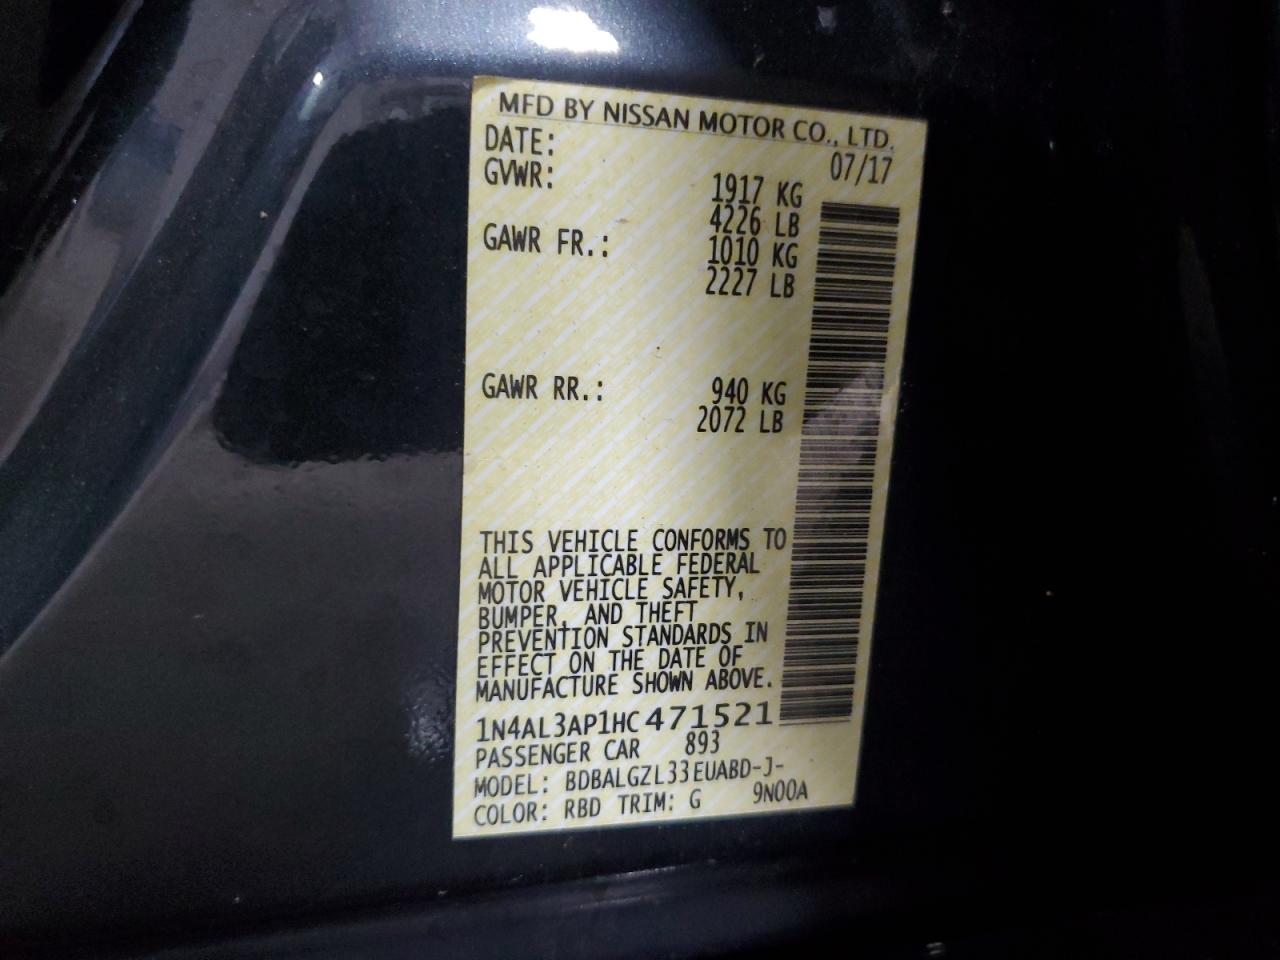 MFD BY NISSAN MOTOR CO., LTD.
DATE: 07/17
GVWR: 1917 KG
4226 LB
GAWR FR.: 1010 KG
2227 LB
GAWR RR.: 940 KG
2072 LB
THIS VEHICLE CONFORMS TO
ALL APPLICABLE FEDERAL
MOTOR VEHICLE SAFETY,
BUMPER, AND THEFT
PREVENTION STANDARDS IN
EFFECT ON THE DATE OF
MANUFACTURE SHOWN ABOVE.
1N4AL3AP1HC471521
PASSENGER CAR 893
MODEL: BDBALGZL33EUABD-J-
COLOR: RBD TRIM: G 9N00A